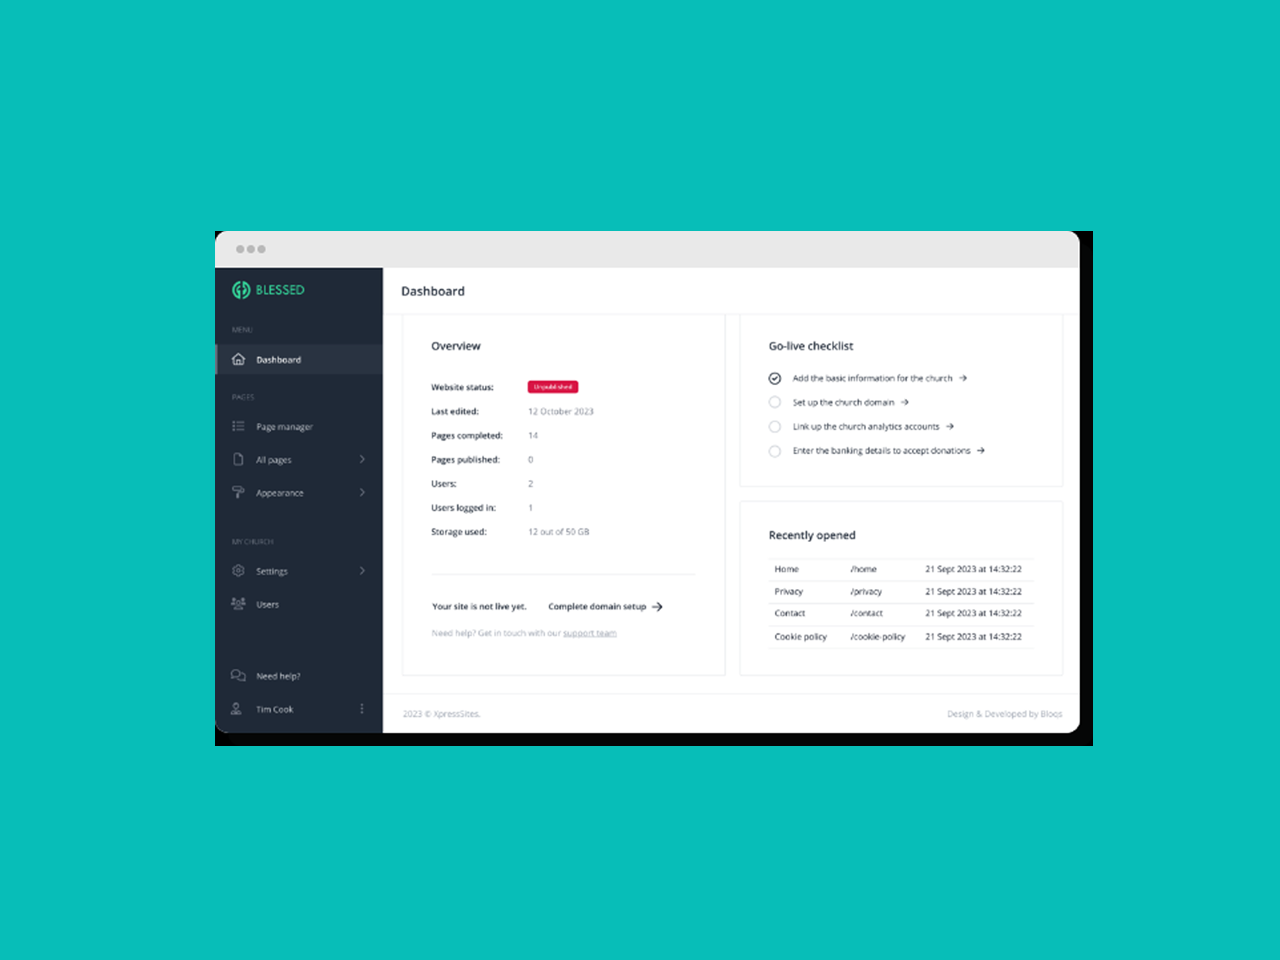 BLESSED
MENU
Dashboard
PAGES
Page manager
All pages
Appearance
MY CHURCH
Settings
Users
Need help?
Tim Cook
Dashboard
Overview
Website status: Unpublished
Last edited: 12 October 2023
Pages completed: 14
Pages published: 0
Users: 2
Users logged in: 1
Storage used: 12 out of 50 GB
Your site is not live yet. Complete domain setup →
Need help? Get in touch with our support team
Go-live checklist
Add the basic information for the church →
Set up the church domain →
Link up the church analytics accounts →
Enter the banking details to accept donations →
Recently opened
Home /home 21 Sept 2023 at 14:32:22
Privacy /privacy 21 Sept 2023 at 14:32:22
Contact /contact 21 Sept 2023 at 14:32:22
Cookie policy /cookie-policy 21 Sept 2023 at 14:32:22
2023 © XpressSites.
Design & Developed by Bloqs